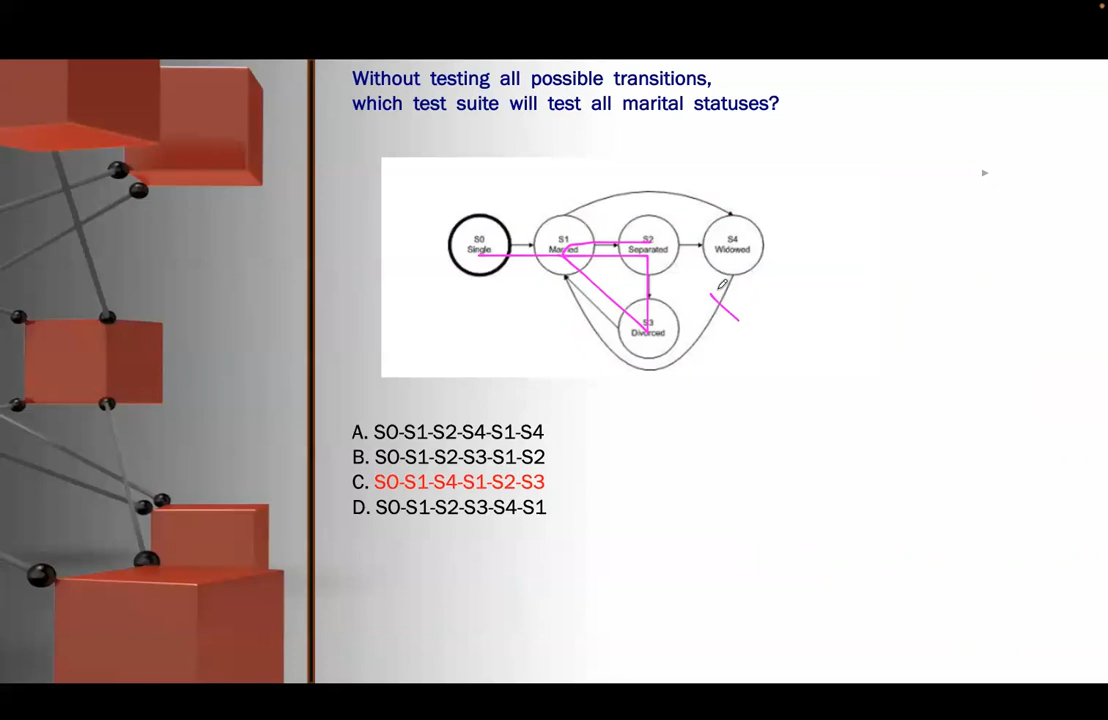 Without testing all possible transitions,
which test suite will test all marital statuses?
S0
Single
S1
Married
S2
Separated
S4
Widowed
S3
Divorced
A. S0-S1-S2-S4-S1-S4
B. S0-S1-S2-S3-S1-S2
C. S0-S1-S4-S1-S2-S3
D. S0-S1-S2-S3-S4-S1